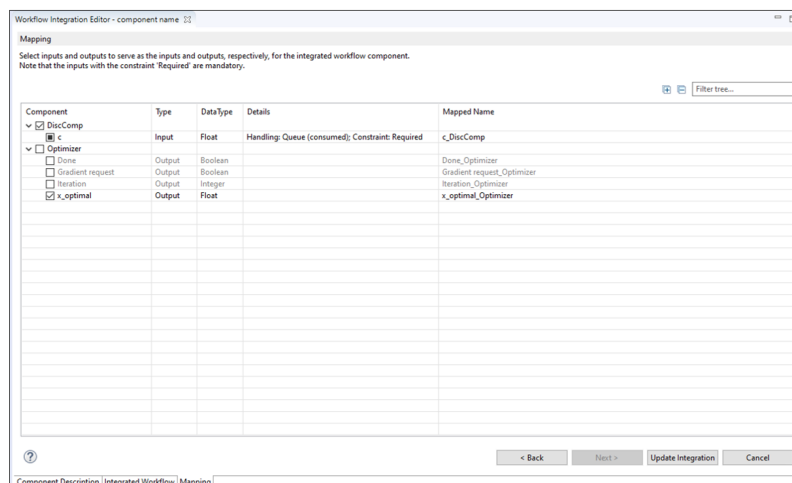 Workflow Integration Editor - component name
Mapping
Select inputs and outputs to serve as the inputs and outputs, respectively, for the integrated workflow component.
Note that the inputs with the constraint 'Required' are mandatory.
Filter tree...
Component Type DataType Details Mapped Name
DiscComp
c Input Float Handling: Queue (consumed); Constraint: Required c_DiscComp
Optimizer
Done Output Boolean Done_Optimizer
Gradient request Output Boolean Gradient request_Optimizer
Iteration Output Integer Iteration_Optimizer
x_optimal Output Float x_optimal_Optimizer
? < Back Next > Update Integration Cancel
Component Description Integrated Workflow Mapping